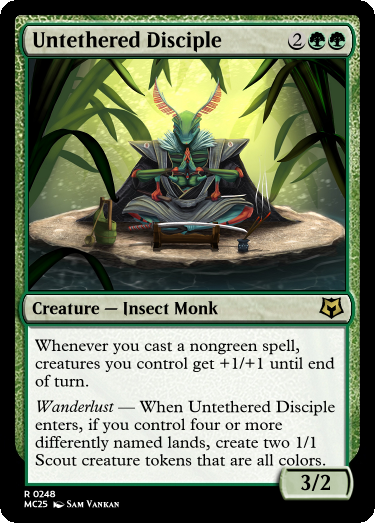 Untethered Disciple 2
Creature — Insect Monk
Whenever you cast a nongreen spell,
creatures you control get +1/+1 until end
of turn.
Wanderlust — When Untethered Disciple
enters, if you control four or more
differently named lands, create two 1/1
Scout creature tokens that are all colors.
3/2
R 0248
MC25 Sam Vankan